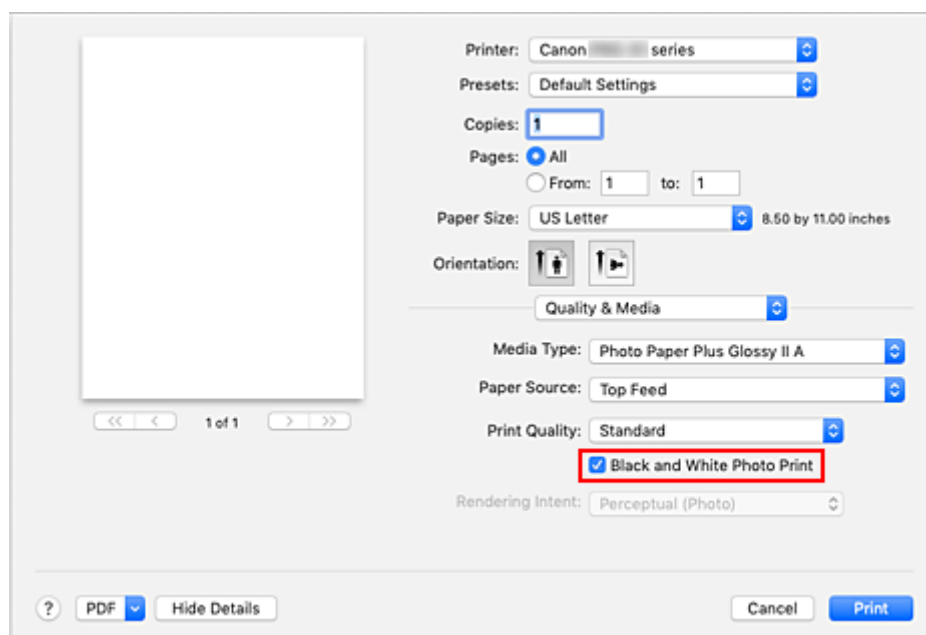 Printer: Canon series
Presets: Default Settings
Copies: 1
Pages: All
From: 1 to: 1
Paper Size: US Letter 8.50 by 11.00 inches
Orientation:
Quality & Media
Media Type: Photo Paper Plus Glossy II A
Paper Source: Top Feed
<< < 1 of 1 > >>
Print Quality: Standard
Black and White Photo Print
Rendering Intent: Perceptual (Photo)
? PDF Hide Details Cancel Print